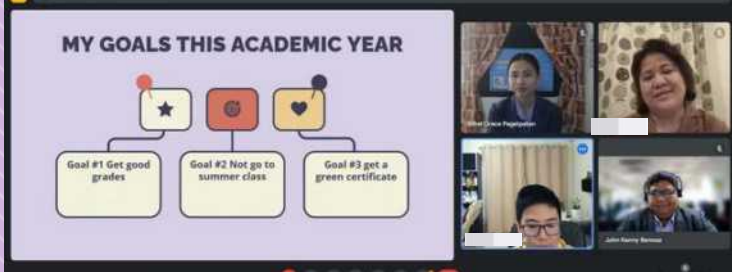 MY GOALS THIS ACADEMIC YEAR
Goal #1 Get good
grades
Goal #2 Not go to
summer class
Goal #3 get a
green certificate
Grace
John Kenny